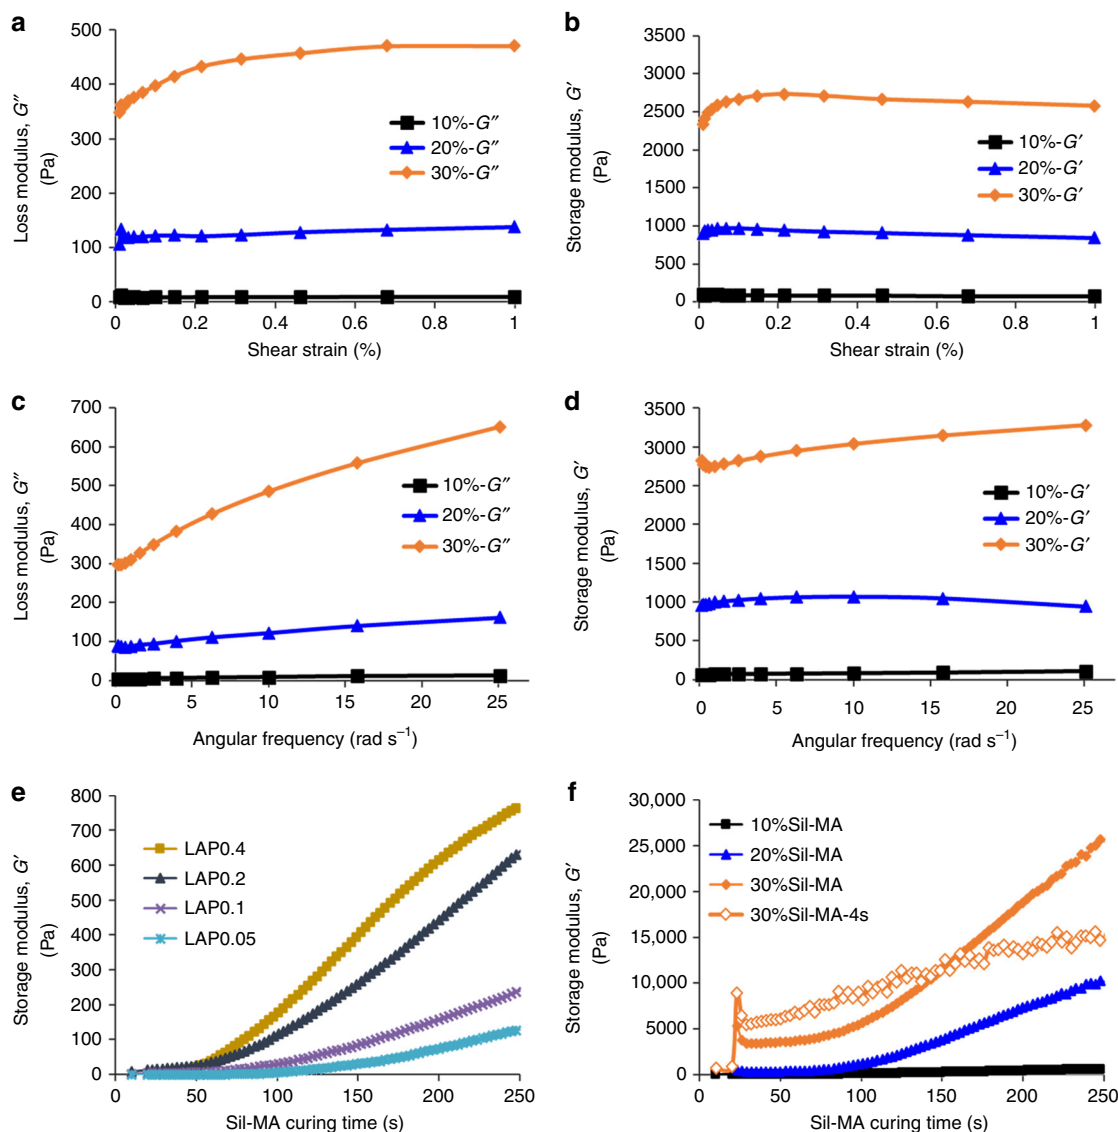 a
500
400
300
200
100
0
0
0.2
0.4
0.6
0.8
1
Loss modulus, G″
(Pa)
Shear strain (%)
10%-G″
20%-G″
30%-G″
b
3500
3000
2500
2000
1500
1000
500
0
0
0.2
0.4
0.6
0.8
1
Storage modulus, G′
(Pa)
Shear strain (%)
10%-G′
20%-G′
30%-G′
c
700
600
500
400
300
200
100
0
0
5
10
15
20
25
Loss modulus, G″
(Pa)
Angular frequency (rad s⁻¹)
10%-G″
20%-G″
30%-G″
d
3500
3000
2500
2000
1500
1000
500
0
0
5
10
15
20
25
Storage modulus, G′
(Pa)
Angular frequency (rad s⁻¹)
10%-G′
20%-G′
30%-G′
e
800
700
600
500
400
300
200
100
0
0
50
100
150
200
250
Storage modulus, G′
(Pa)
Sil-MA curing time (s)
LAP0.4
LAP0.2
LAP0.1
LAP0.05
f
30,000
25,000
20,000
15,000
10,000
5000
0
0
50
100
150
200
250
Storage modulus, G′
(Pa)
Sil-MA curing time (s)
10%Sil-MA
20%Sil-MA
30%Sil-MA
30%Sil-MA-4s